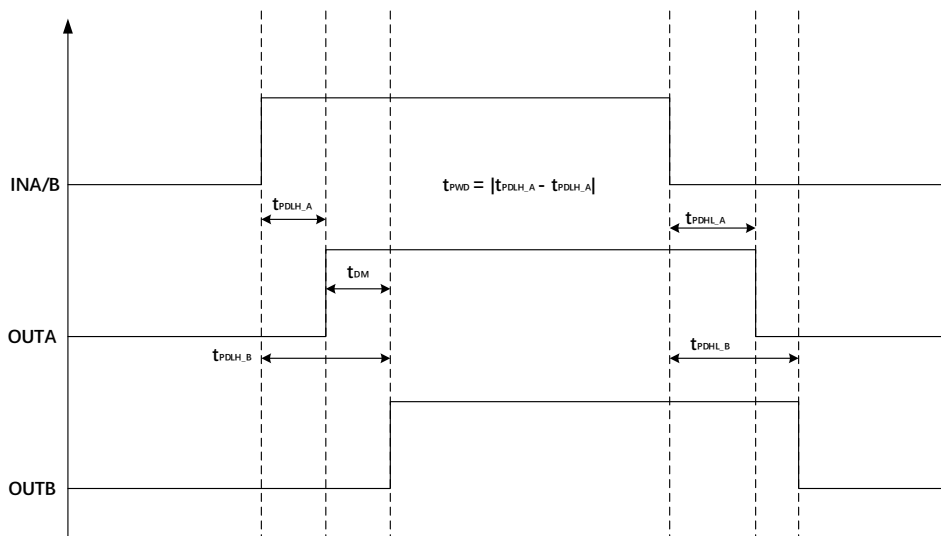 INA/B
tPWD = |tPDLH_A - tPDLH_A|
tPDLH_A
tPDHL_A
tDM
OUTA
tPDLH_B
tPDHL_B
OUTB